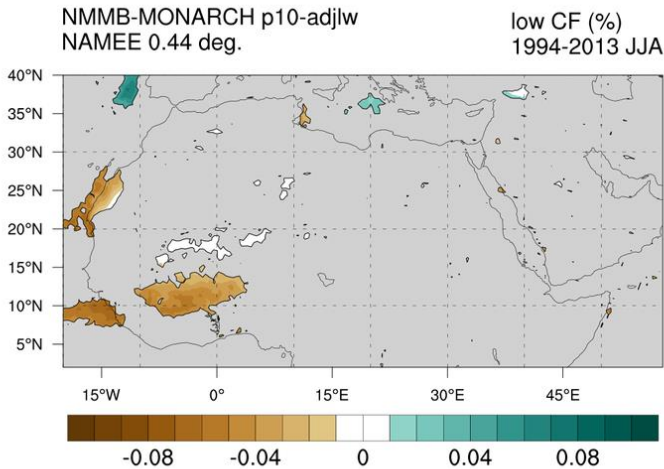 NMMB-MONARCH p10-adjlw
NAMEE 0.44 deg.
low CF (%)
1994-2013 JJA
40°N
35°N
30°N
25°N
20°N
15°N
10°N
5°N
15°W 0° 15°E 30°E 45°E
-0.08 -0.04 0 0.04 0.08